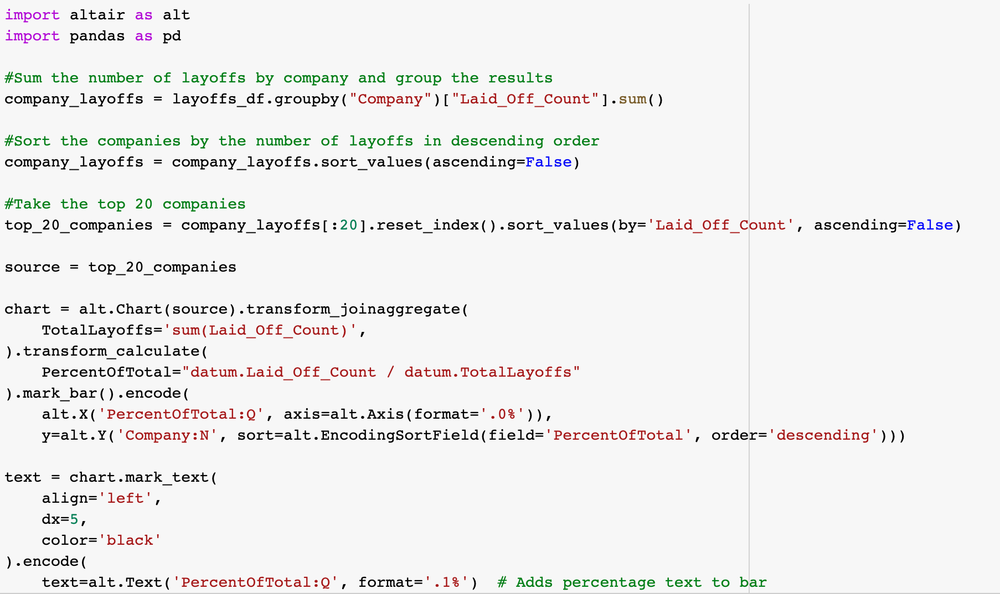 import altair as alt
import pandas as pd

#Sum the number of layoffs by company and group the results
company_layoffs = layoffs_df.groupby("Company")["Laid_Off_Count"].sum()

#Sort the companies by the number of layoffs in descending order
company_layoffs = company_layoffs.sort_values(ascending=False)

#Take the top 20 companies
top_20_companies = company_layoffs[:20].reset_index().sort_values(by='Laid_Off_Count', ascending=False)

source = top_20_companies

chart = alt.Chart(source).transform_joinaggregate(
    TotalLayoffs='sum(Laid_Off_Count)',
).transform_calculate(
    PercentOfTotal="datum.Laid_Off_Count / datum.TotalLayoffs"
).mark_bar().encode(
    alt.X('PercentOfTotal:Q', axis=alt.Axis(format='.0%')),
    y=alt.Y('Company:N', sort=alt.EncodingSortField(field='PercentOfTotal', order='descending')))

text = chart.mark_text(
    align='left',
    dx=5,
    color='black'
).encode(
    text=alt.Text('PercentOfTotal:Q', format='.1%')  # Adds percentage text to bar